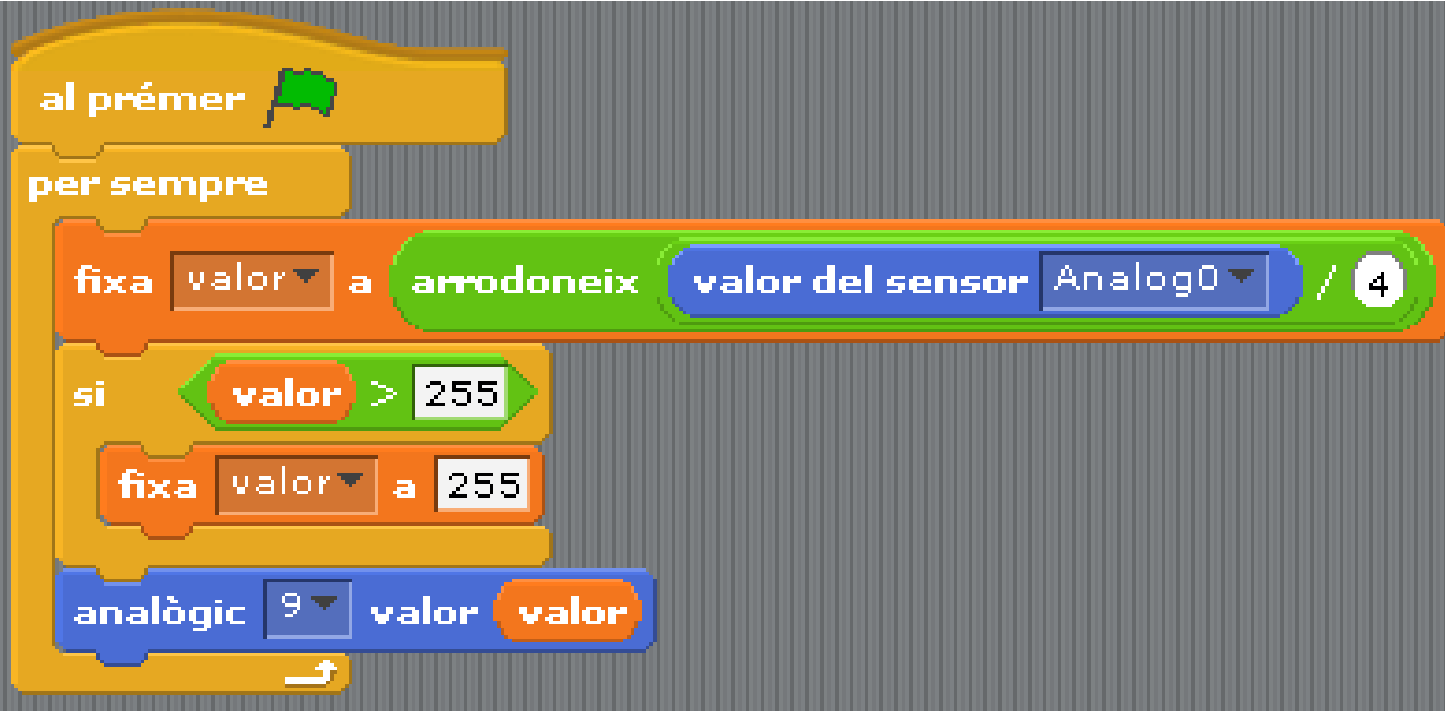 al prémer
per sempre
fixa valor a arrodoneix valor del sensor Analog0 / 4
si valor > 255
fixa valor a 255
analògic 9 valor valor